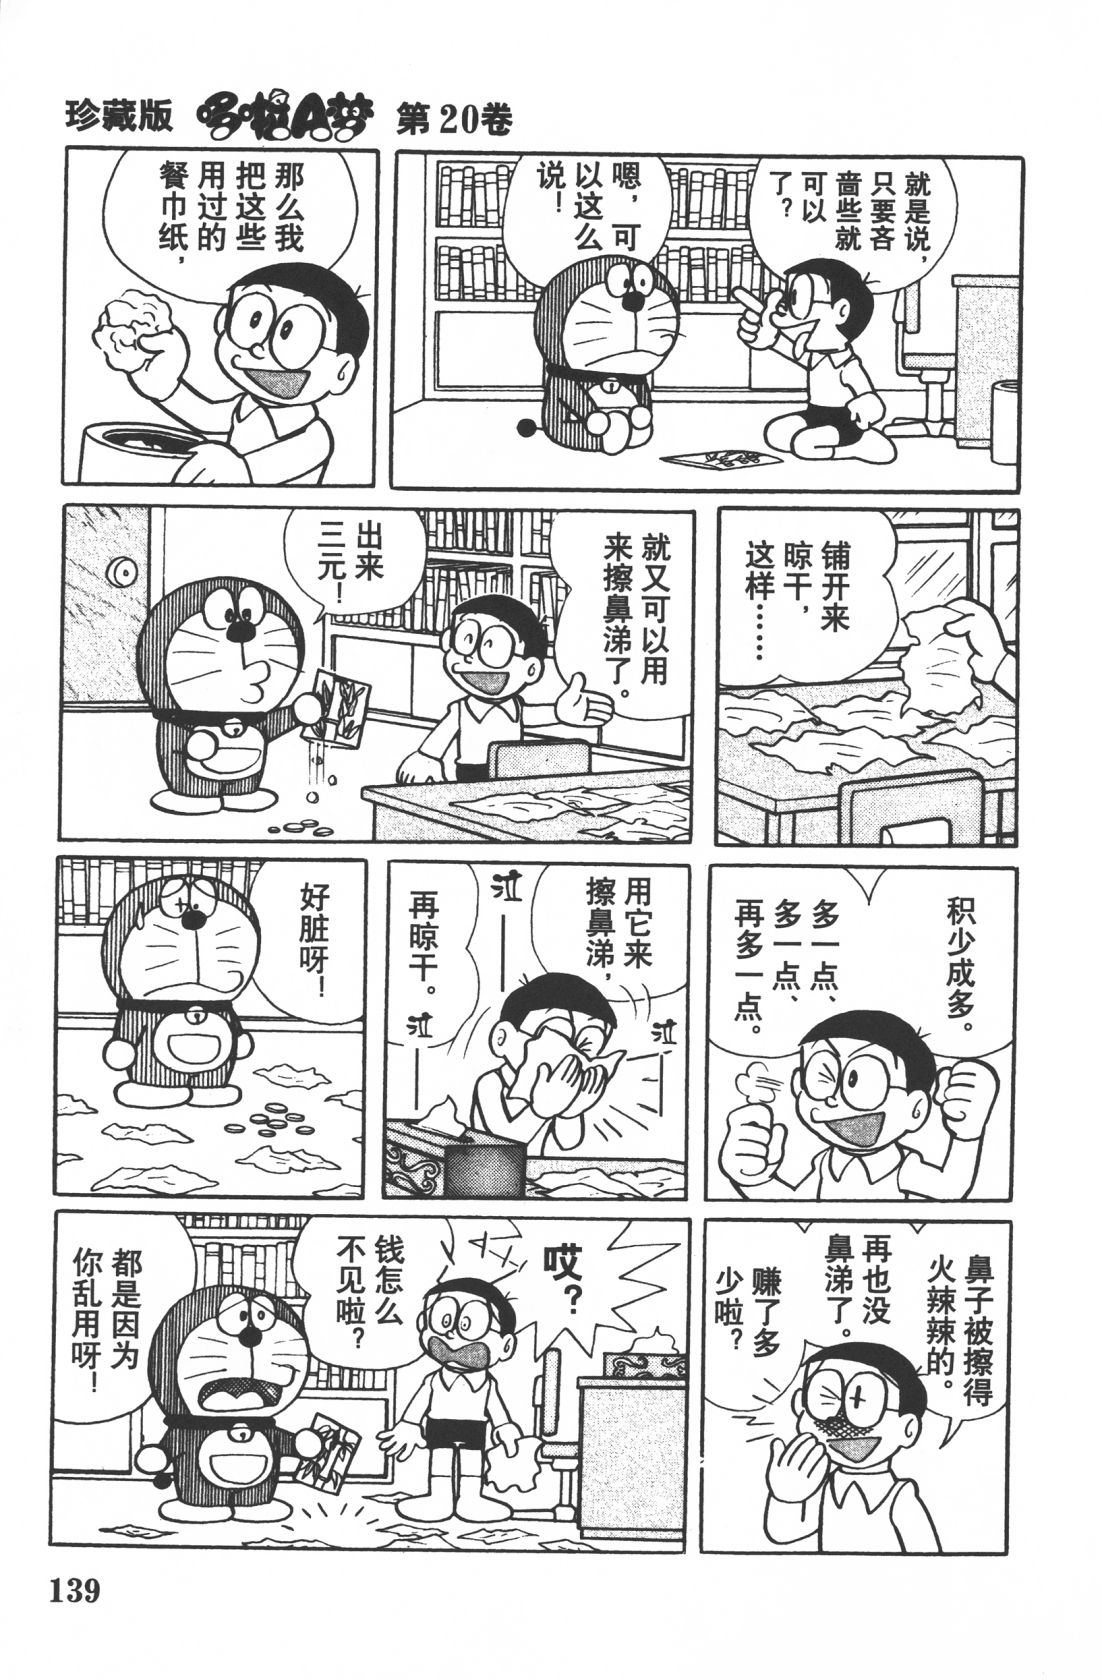 珍藏版 哆啦A梦 第20卷
就是说，
只要吝
啬些就
可以
了？
嗯，可
以这么
说！
那么我
把这些
用过的
餐巾纸，
铺开来
晾干，
这样……
就又可以用
来擦鼻涕了。
出来
三元！
积少成多。
多一点、
多一点、
再多一点。
用它来
擦鼻涕，
泣
泣
再晾干。
泣
好脏呀！
鼻子被擦得
火辣辣的。
再也没
鼻涕了。
赚了多
少啦？
哎？
钱怎么
不见啦？
都是因为
你乱用呀！
139